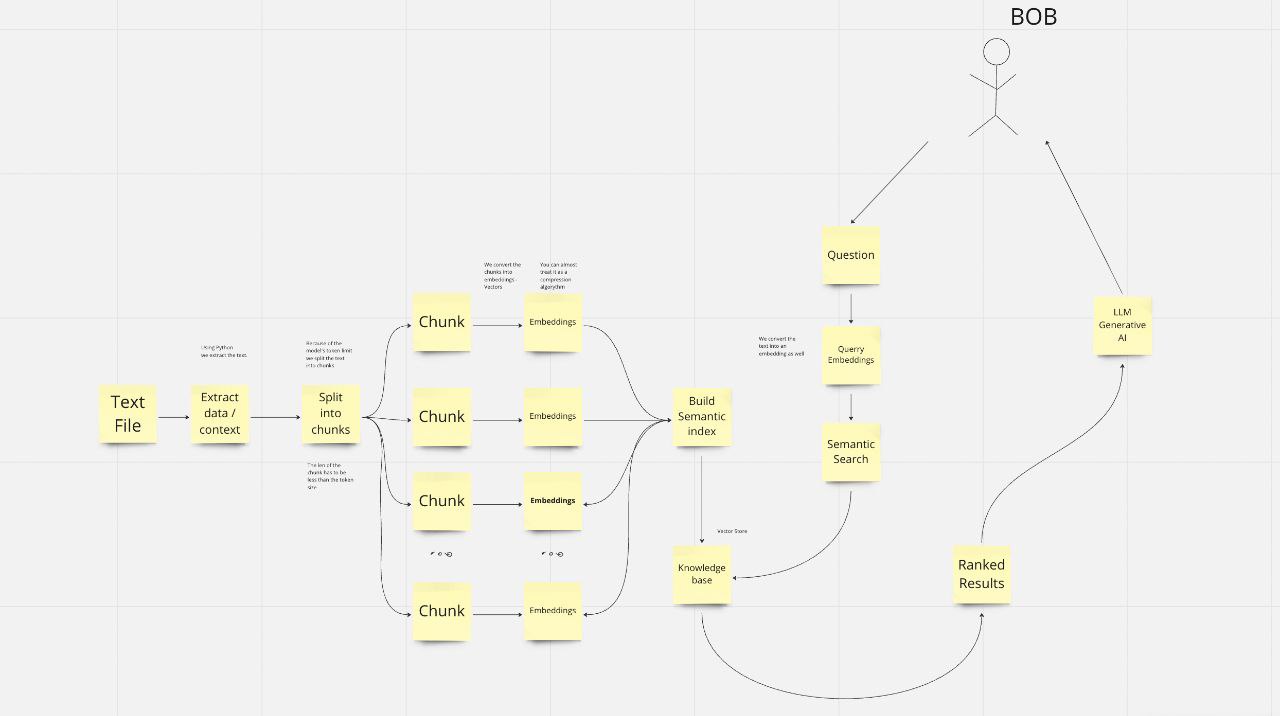 BOB
Question
We convert the
chunks into
embeddings -
Vectors
You can almost
treat it as a
compression
algorythm
Chunk
Embeddings
LLM
Generative
AI
Using Python
we extract the text.
Because of the
model's token limit
we split the text
into chunks
We convert the
text into an
embedding as well
Querry
Embeddings
Text
File
Extract
data /
context
Split
into
chunks
Chunk
Embeddings
Build
Semantic
index
Semantic
Search
The len of the
chunk has to be
less than the token
size
Chunk
Embeddings
Vector Store
Knowledge
base
Ranked
Results
Chunk
Embeddings